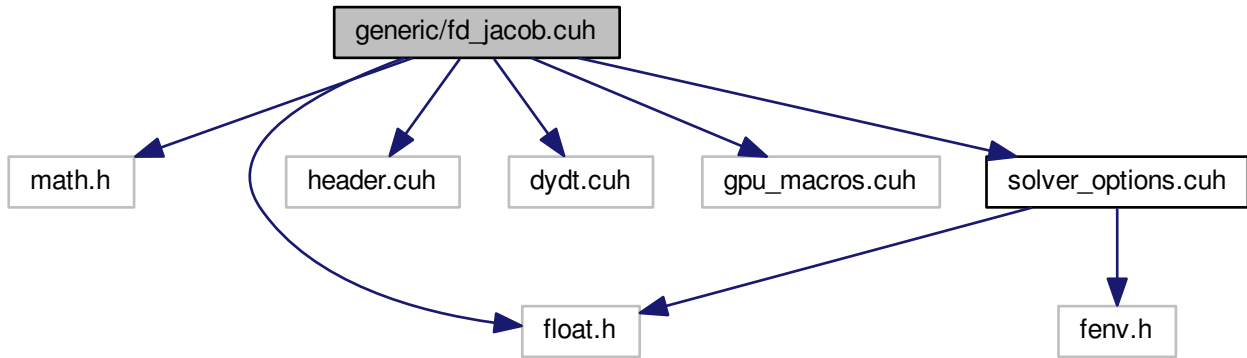 generic/fd_jacob.cuh
math.h
header.cuh
dydt.cuh
gpu_macros.cuh
solver_options.cuh
float.h
fenv.h